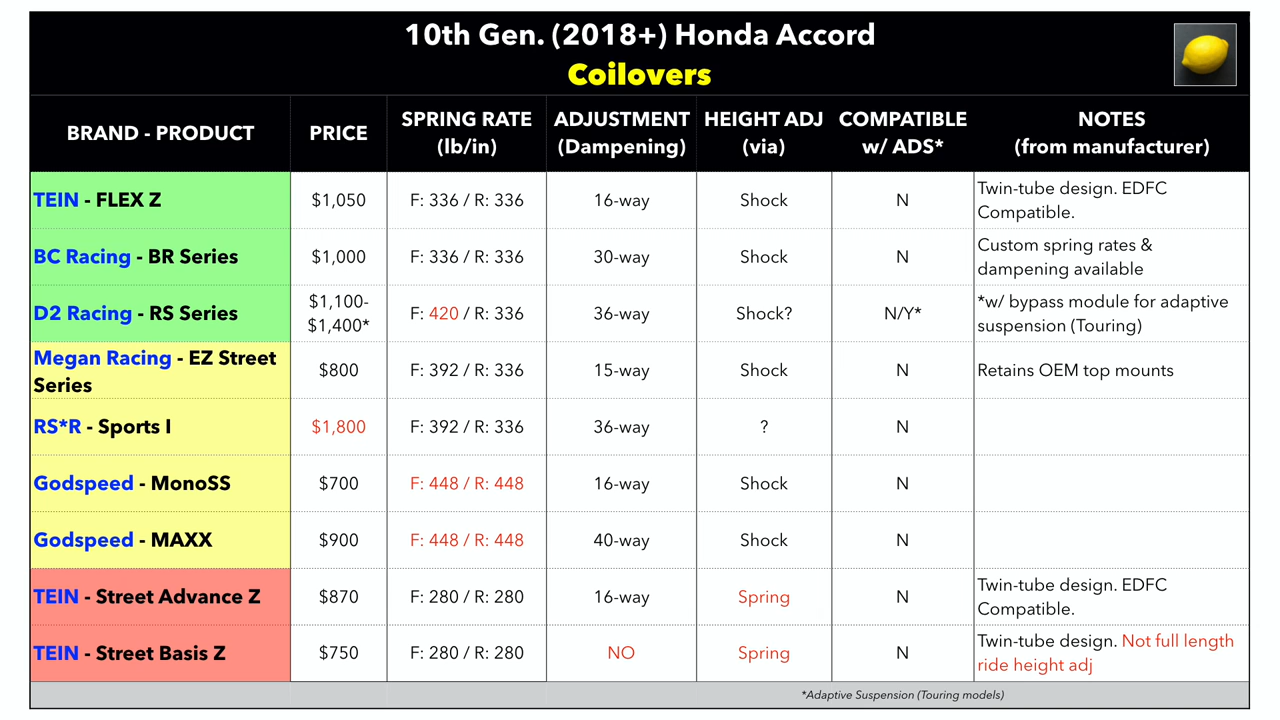 10th Gen. (2018+) Honda Accord
Coilovers
BRAND - PRODUCT PRICE SPRING RATE (lb/in) ADJUSTMENT (Dampening) HEIGHT ADJ (via) COMPATIBLE w/ ADS* NOTES (from manufacturer)
TEIN - FLEX Z $1,050 F: 336 / R: 336 16-way Shock N Twin-tube design. EDFC Compatible.
BC Racing - BR Series $1,000 F: 336 / R: 336 30-way Shock N Custom spring rates & dampening available
D2 Racing - RS Series $1,100-$1,400* F: 420 / R: 336 36-way Shock? N/Y* *w/ bypass module for adaptive suspension (Touring)
Megan Racing - EZ Street Series $800 F: 392 / R: 336 15-way Shock N Retains OEM top mounts
RS*R - Sports I $1,800 F: 392 / R: 336 36-way ? N
Godspeed - MonoSS $700 F: 448 / R: 448 16-way Shock N
Godspeed - MAXX $900 F: 448 / R: 448 40-way Shock N
TEIN - Street Advance Z $870 F: 280 / R: 280 16-way Spring N Twin-tube design. EDFC Compatible.
TEIN - Street Basis Z $750 F: 280 / R: 280 NO Spring N Twin-tube design. Not full length ride height adj
*Adaptive Suspension (Touring models)